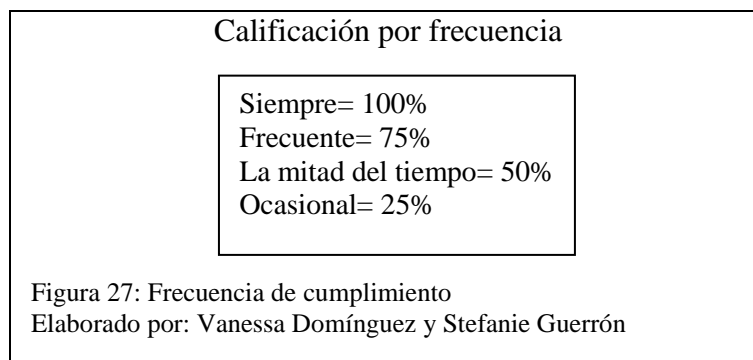 Calificación por frecuencia
Siempre= 100%
Frecuente= 75%
La mitad del tiempo= 50%
Ocasional= 25%
Figura 27: Frecuencia de cumplimiento
Elaborado por: Vanessa Domínguez y Stefanie Guerrón